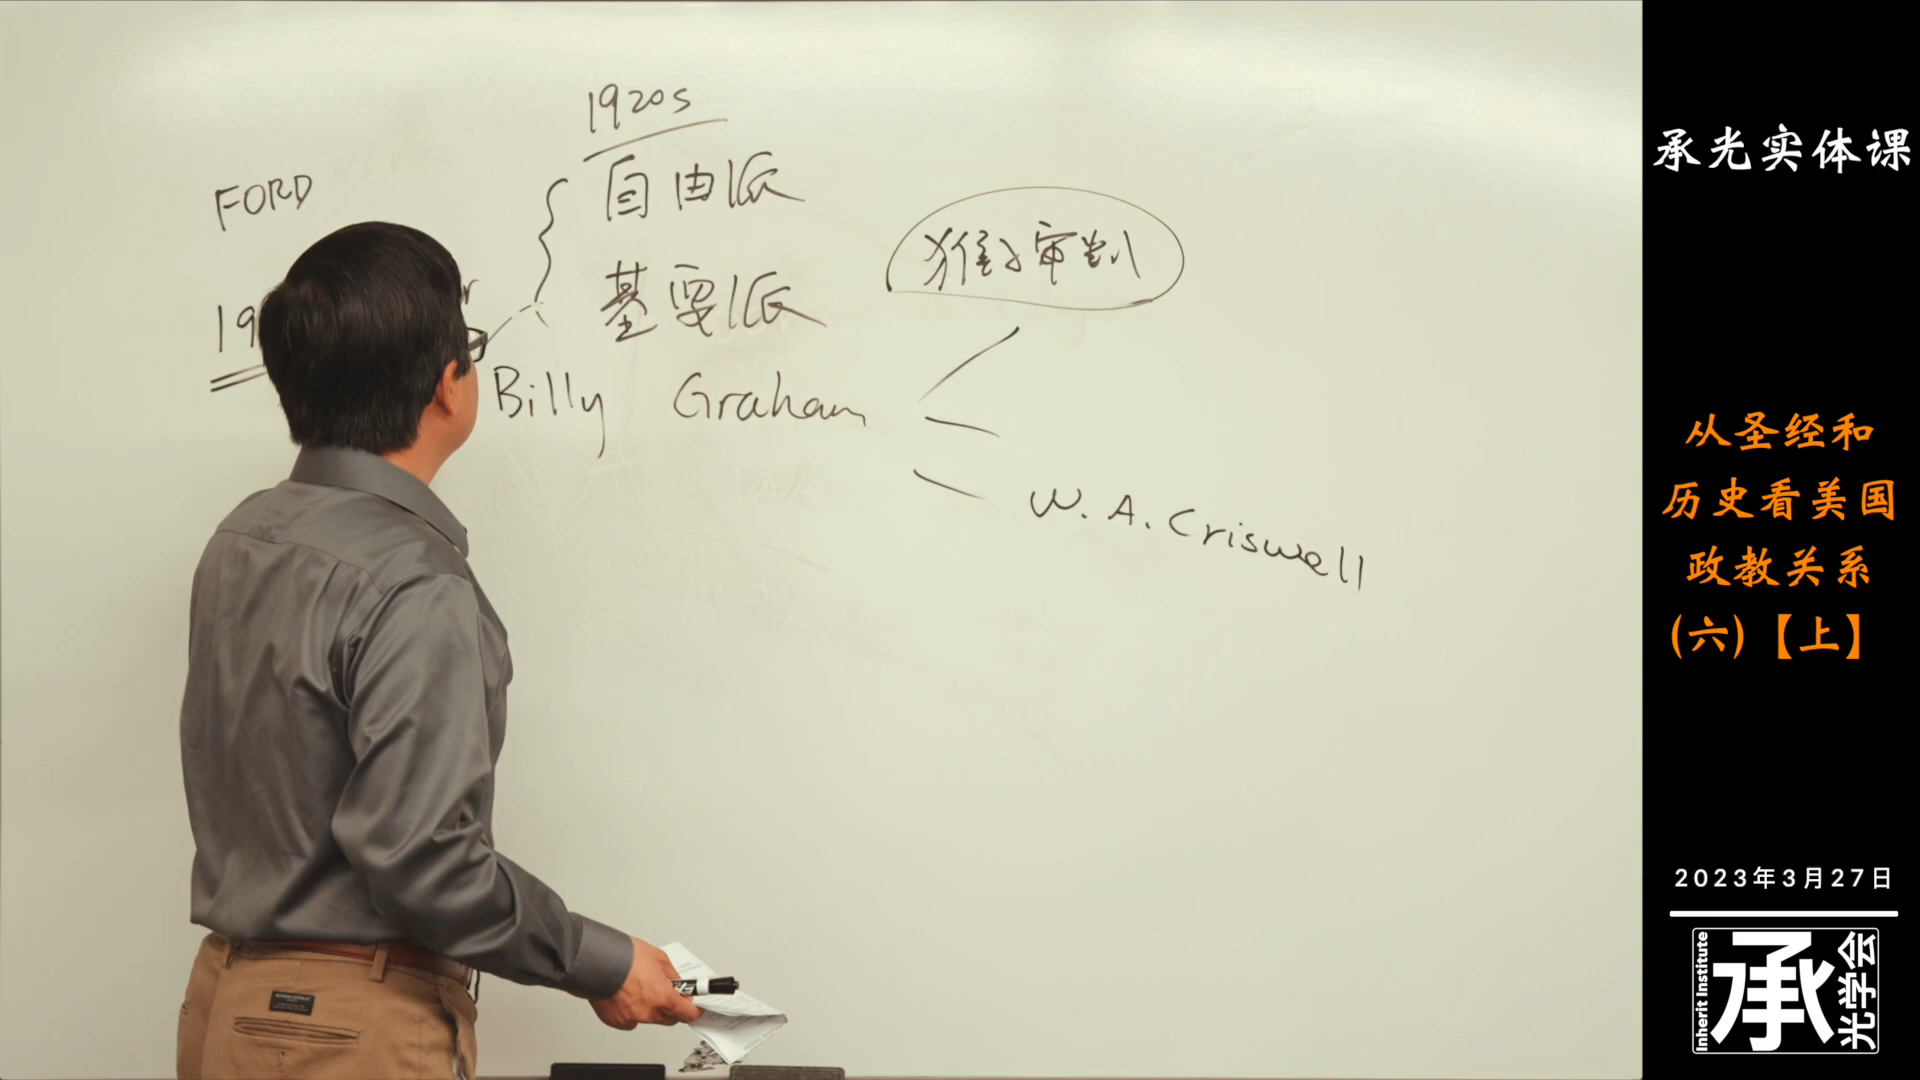 1920s
FORD
自由派
基要派
猴子审判
19
r
Billy Graham
W. A. Criswell
承光实体课
从圣经和
历史看美国
政教关系
(六)【上】
2023年3月27日
Inherit Institute
承
光学会